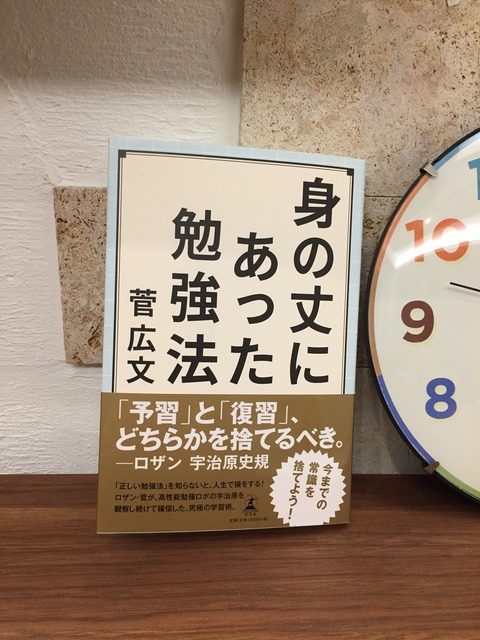 身の丈に
あった
勉強法
菅 広文
「予習」と「復習」、
どちらかを捨てるべき。
―ロザン 宇治原史規
「正しい勉強法」を知らないと、人生で損をする!
ロザン・菅が、高性能勉強ロボの宇治原を
観察し続けて確信した、究極の学習術。
今までの
常識を
捨てよう!
10
9
8